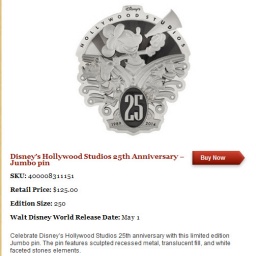 Disney's
HOLLYWOOD STUDIOS
25
1989 2014
Disney's Hollywood Studios 25th Anniversary –
Jumbo pin
Buy Now
SKU: 400008311151
Retail Price: $125.00
Edition Size: 250
Walt Disney World Release Date: May 1
Celebrate Disney's Hollywood Studios 25th anniversary with this limited edition
Jumbo pin. The pin features sculpted recessed metal, translucent fill, and white
faceted stones elements.